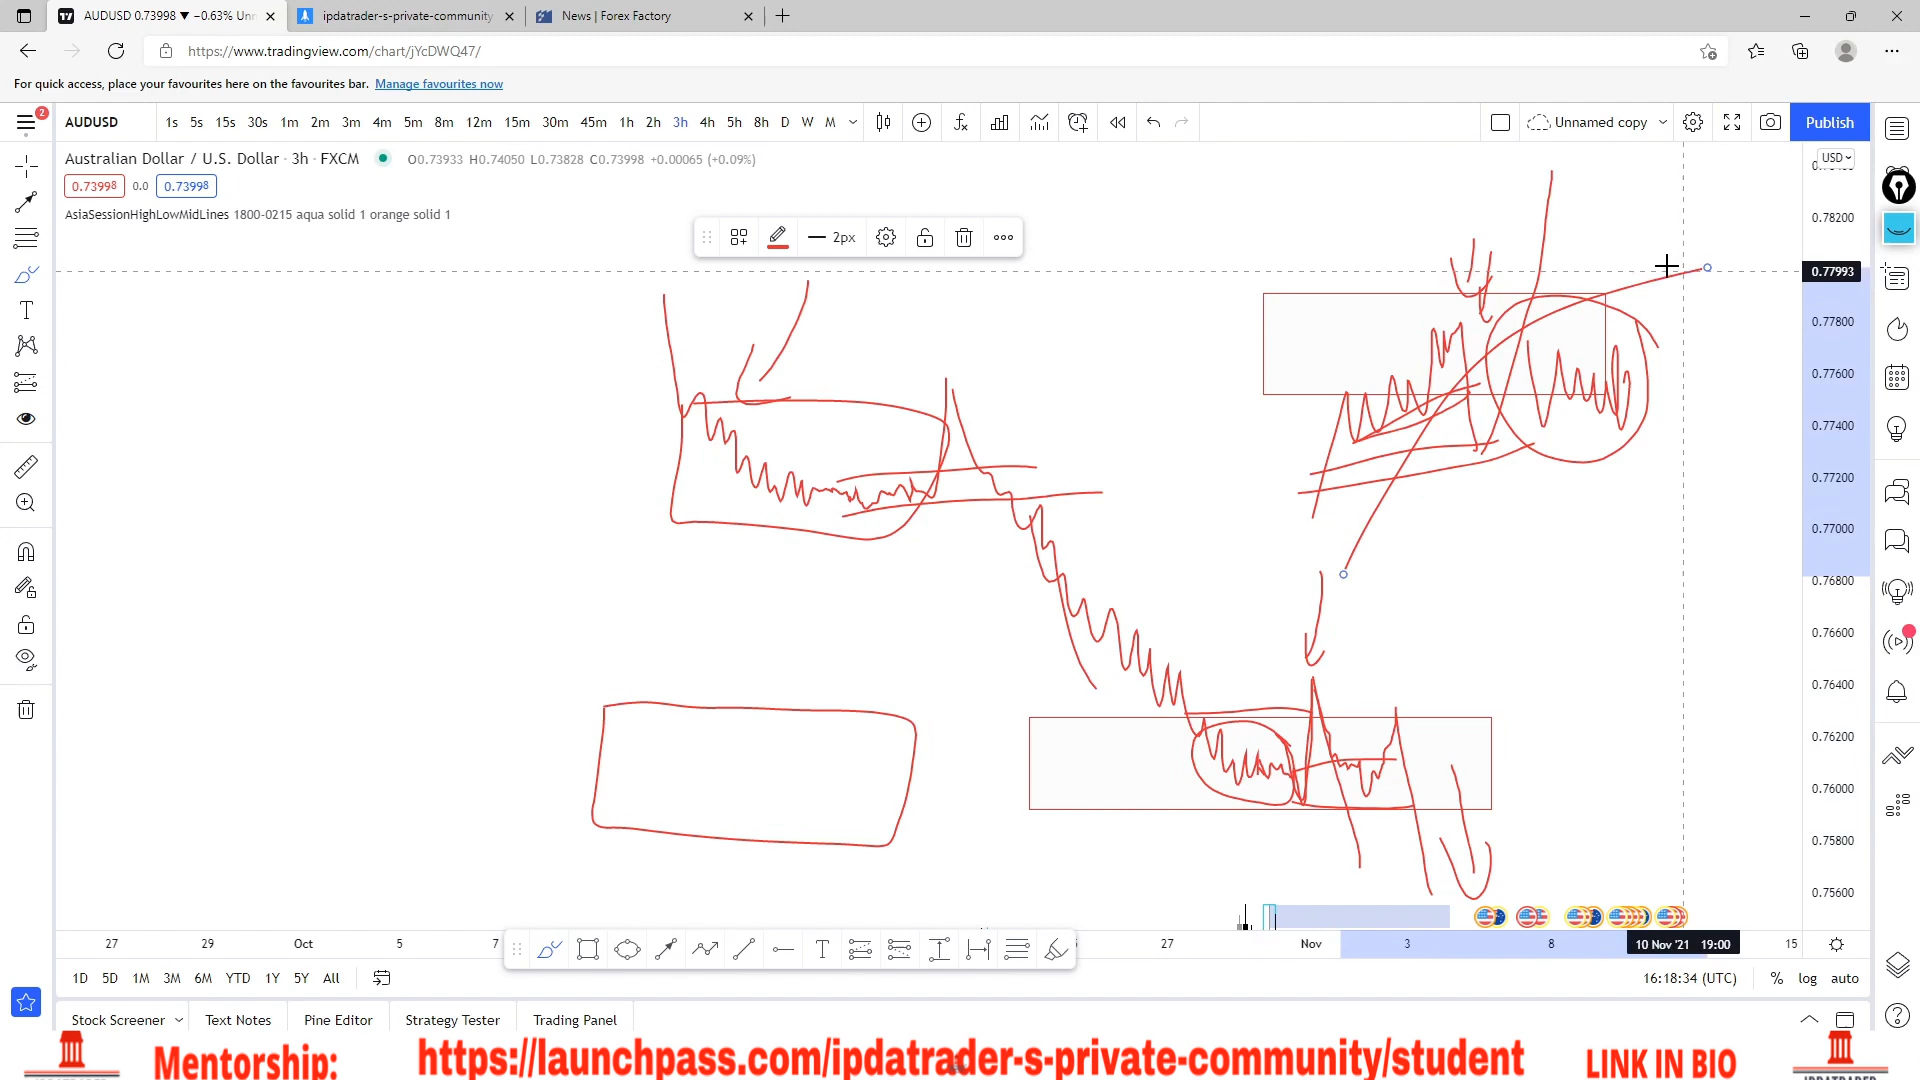 AUDUSD 0.73998 ▼ −0.63% Unn
ipdatrader-s-private-community
News | Forex Factory
https://www.tradingview.com/chart/jYcDWQ47/
For quick access, place your favourites here on the favourites bar. Manage favourites now
2
AUDUSD 1s 5s 15s 30s 1m 2m 3m 4m 5m 8m 12m 15m 30m 45m 1h 2h 3h 4h 5h 8h D W M Unnamed copy Publish
Australian Dollar / U.S. Dollar · 3h · FXCM O0.73933 H0.74050 L0.73828 C0.73998 +0.00065 (+0.09%)
USD
0.73998 0.0 0.73998
AsiaSessionHighLowMidLines 1800-0215 aqua solid 1 orange solid 1
2px
0.78200
0.77993
0.77800
0.77600
0.77400
0.77200
0.77000
0.76800
0.76600
0.76400
0.76200
0.76000
0.75800
0.75600
27 29 Oct 5 7 27 Nov 3 8 10 Nov '21 19:00 15
1D 5D 1M 3M 6M YTD 1Y 5Y All 16:18:34 (UTC) % log auto
Stock Screener Text Notes Pine Editor Strategy Tester Trading Panel
Mentorship: https://launchpass.com/ipdatrader-s-private-community/student LINK IN BIO